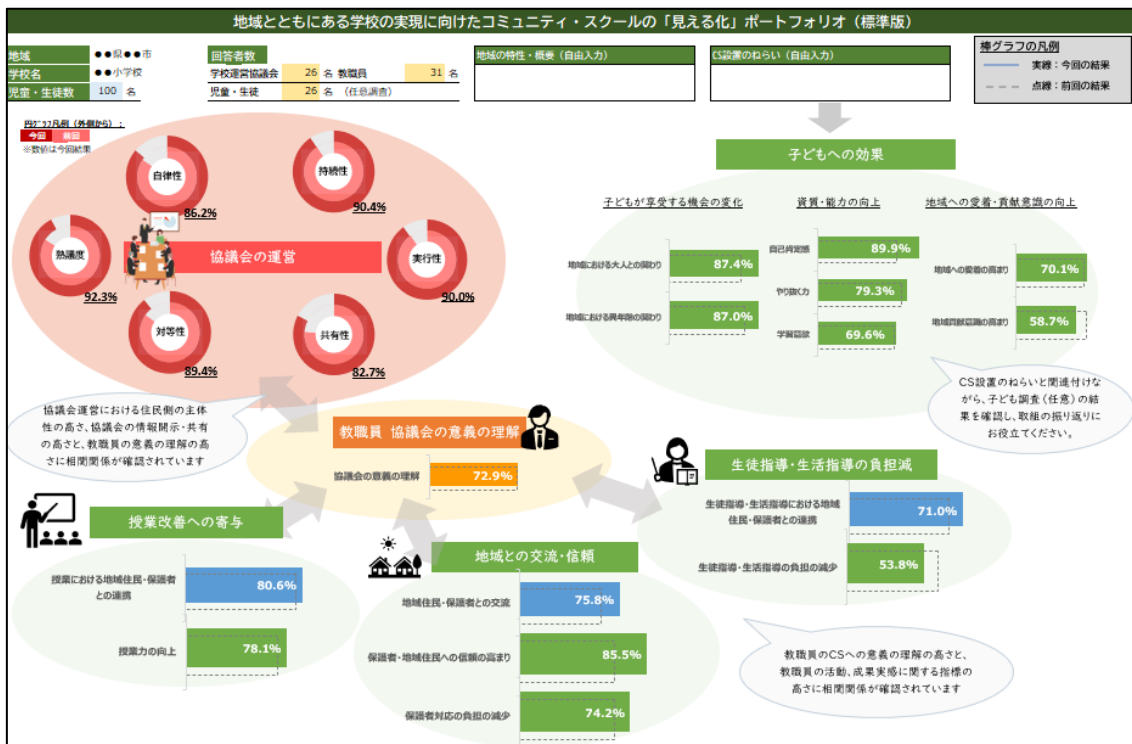 地域とともにある学校の実現に向けたコミュニティ・スクールの「見える化」ポートフォリオ（標準版）
地域 ●●県●●市
学校名 ●●小学校
児童・生徒数 100 名
回答者数
学校運営協議会 26 名 教職員 31 名
児童・生徒 26 名 （任意調査）
地域の特性・概要（自由入力）
CS設置のねらい（自由入力）
棒グラフの凡例
実線：今回の結果
点線：前回の結果
円グラフ凡例（外側から）：
今回 前回
※数値は今回結果
自律性
86.2%
持続性
90.4%
熟議度
92.3%
協議会の運営
実行性
90.0%
対等性
89.4%
共有性
82.7%
子どもへの効果
子どもが享受する機会の変化
地域における大人との関わり 87.4%
地域における異年齢の関わり 87.0%
資質・能力の向上
自己肯定感 89.9%
やり抜く力 79.3%
学習意欲 69.6%
地域への愛着・貢献意識の向上
地域への愛着の高まり 70.1%
地域貢献意識の高まり 58.7%
CS設置のねらいと関連付けな
がら、子ども調査（任意）の結
果を確認し、取組の振り返りに
お役立てください。
協議会運営における住民側の主体
性の高さ、協議会の情報開示・共有
の高さと、教職員の意義の理解の高
さに相関関係が確認されています
教職員 協議会の意義の理解
協議会の意義の理解 72.9%
授業改善への寄与
授業における地域住民・保護者
との連携
80.6%
授業力の向上 78.1%
地域との交流・信頼
地域住民・保護者との交流 75.8%
保護者・地域住民への信頼の高まり 85.5%
保護者対応の負担の減少 74.2%
生徒指導・生活指導の負担減
生徒指導・生活指導における地域
住民・保護者との連携
71.0%
生徒指導・生活指導の負担の減少 53.8%
教職員のCSへの意義の理解の高さと、
教職員の活動、成果実感に関する指標の
高さに相関関係が確認されています